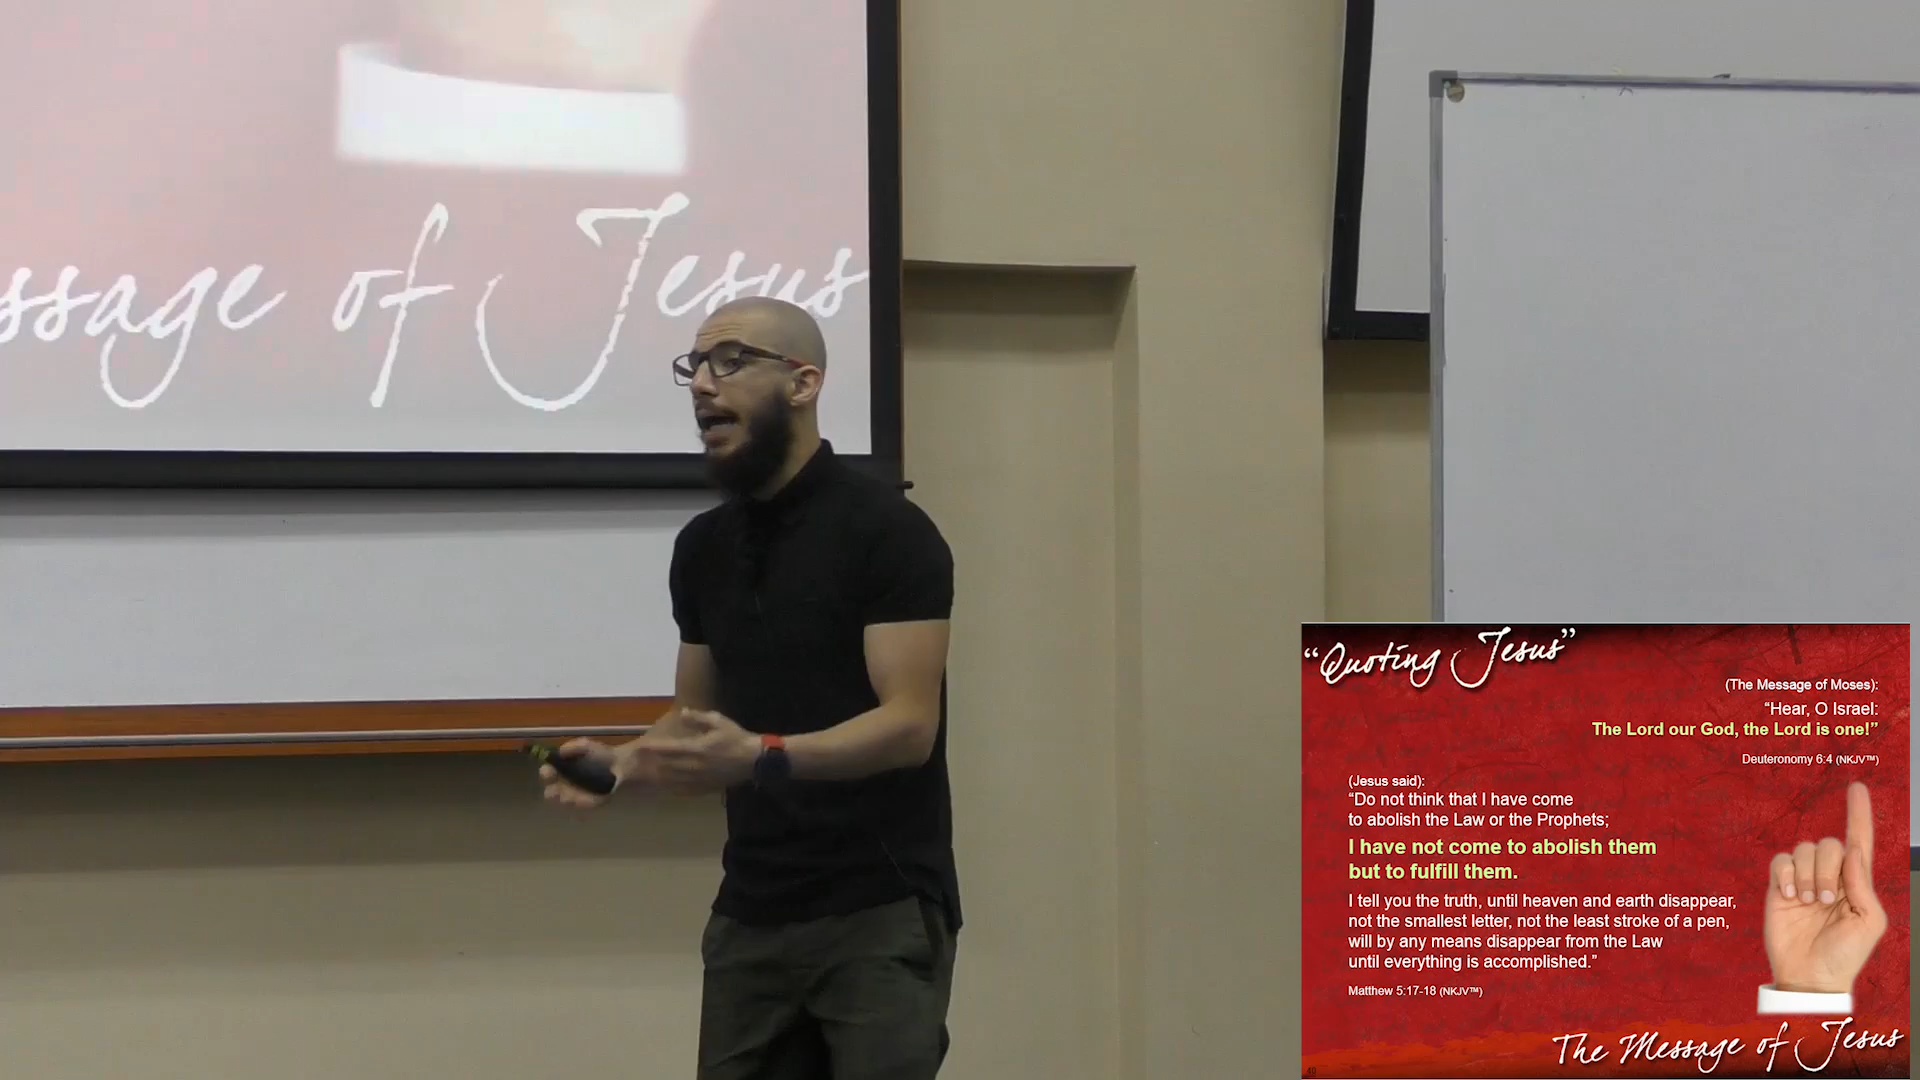 ssage of Jesus
“Quoting Jesus”
(The Message of Moses):
“Hear, O Israel:
The Lord our God, the Lord is one!”
Deuteronomy 6:4 (NKJV™)
(Jesus said):
“Do not think that I have come
to abolish the Law or the Prophets;
I have not come to abolish them
but to fulfill them.
I tell you the truth, until heaven and earth disappear,
not the smallest letter, not the least stroke of a pen,
will by any means disappear from the Law
until everything is accomplished.”
Matthew 5:17-18 (NKJV™)
The Message of Jesus
40